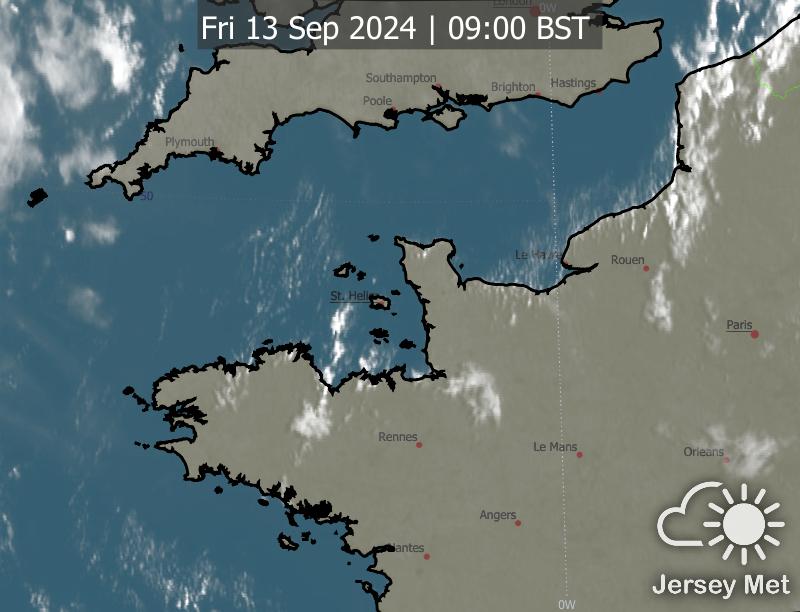 London
0W
Fri 13 Sep 2024 | 09:00 BST
Southampton
Brighton
Hastings
Poole
Plymouth
50
Le Havre
Rouen
St. Helier
Paris
Rennes
Le Mans
Orleans
Angers
Nantes
Jersey Met
0W